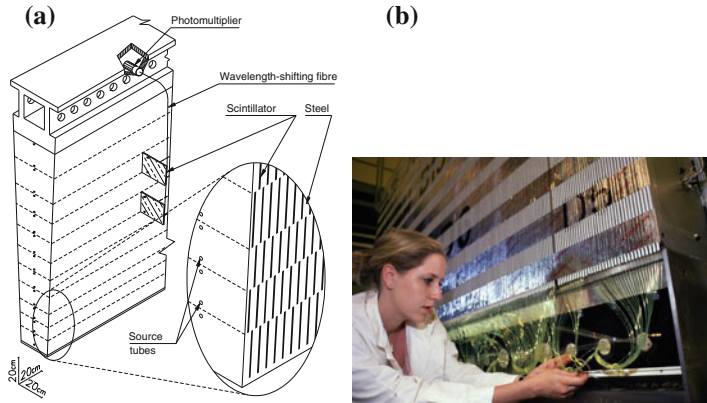 (a)
Photomultiplier
Wavelength-shifting fibre
Scintillator
Steel
Source
tubes
20cm
20cm
20cm
(b)